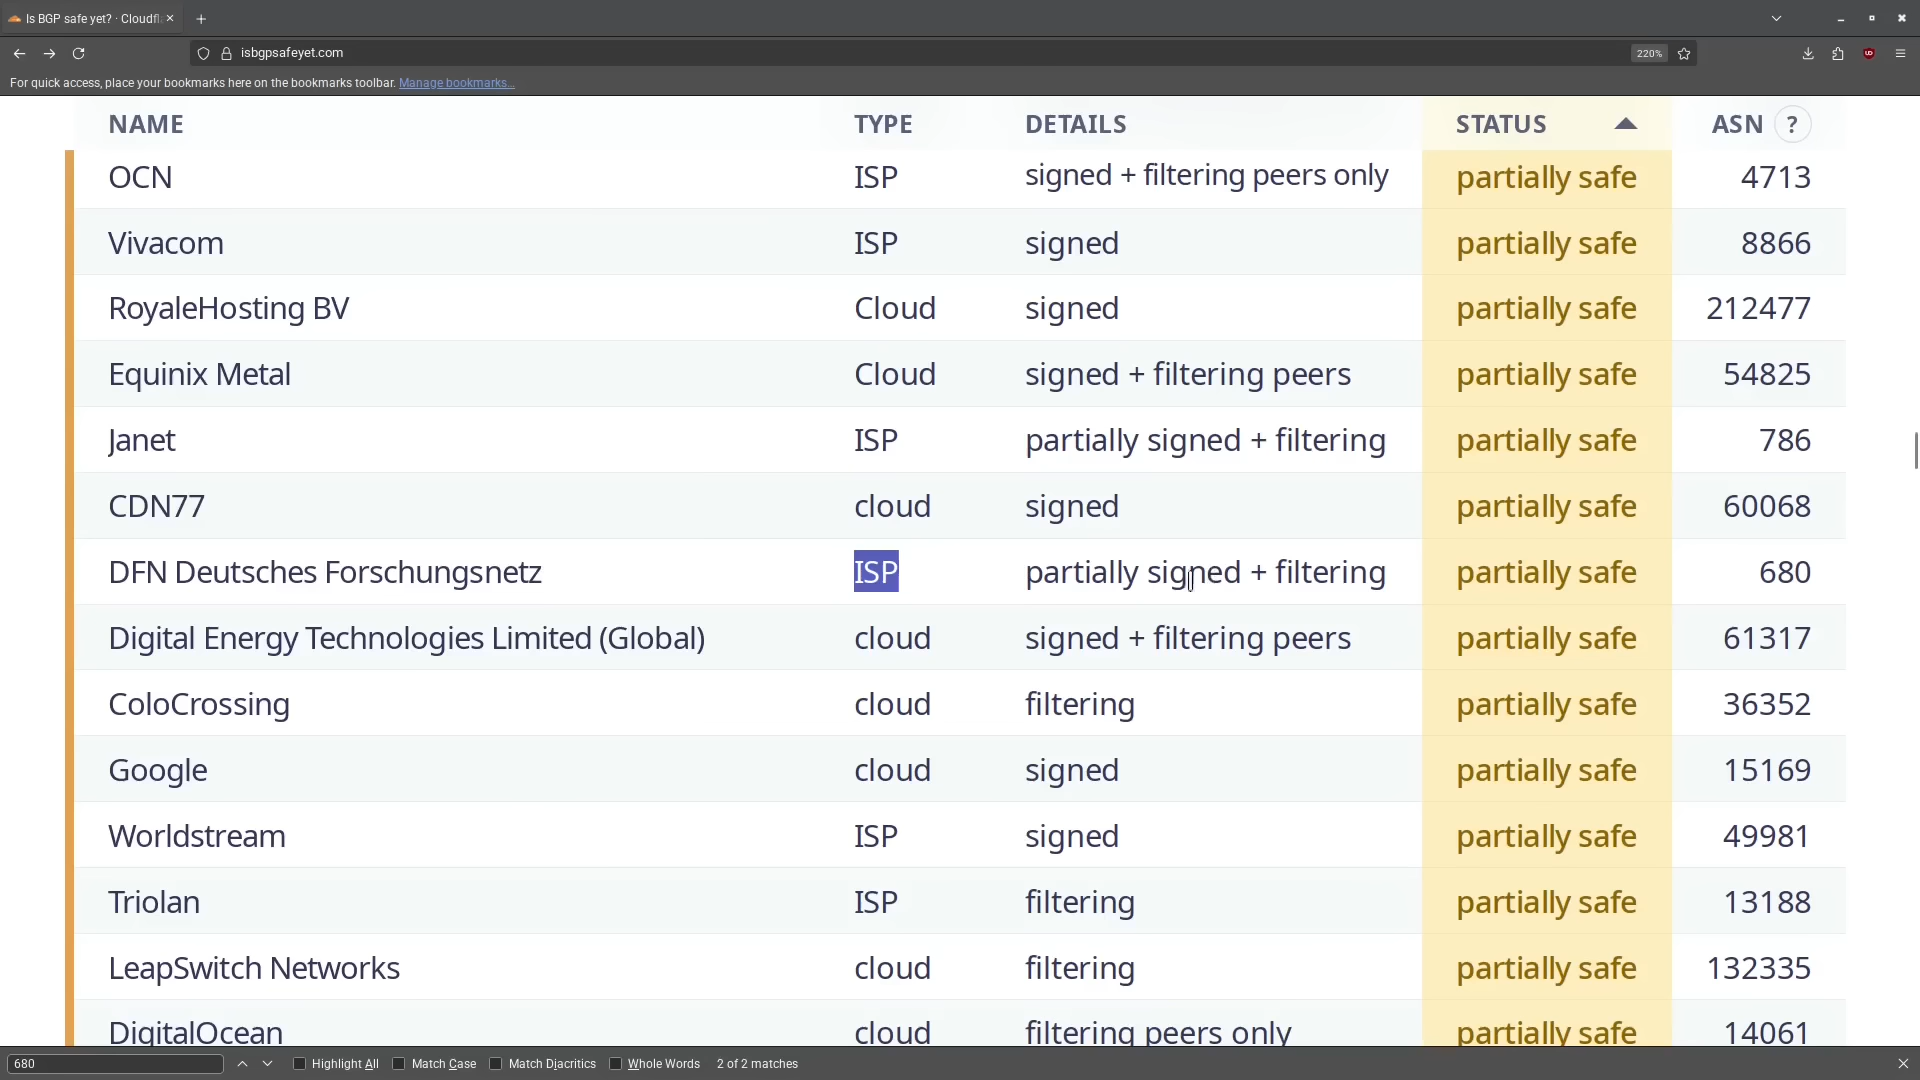 Is BGP safe yet? · Cloudfl
isbgpsafeyet.com
220%
For quick access, place your bookmarks here on the bookmarks toolbar. Manage bookmarks...
NAME TYPE DETAILS STATUS ASN ?
OCN ISP signed + filtering peers only partially safe 4713
Vivacom ISP signed partially safe 8866
RoyaleHosting BV Cloud signed partially safe 212477
Equinix Metal Cloud signed + filtering peers partially safe 54825
Janet ISP partially signed + filtering partially safe 786
CDN77 cloud signed partially safe 60068
DFN Deutsches Forschungsnetz ISP partially signed + filtering partially safe 680
Digital Energy Technologies Limited (Global) cloud signed + filtering peers partially safe 61317
ColoCrossing cloud filtering partially safe 36352
Google cloud signed partially safe 15169
Worldstream ISP signed partially safe 49981
Triolan ISP filtering partially safe 13188
LeapSwitch Networks cloud filtering partially safe 132335
DigitalOcean cloud filtering peers only partially safe 14061
680 Highlight All Match Case Match Diacritics Whole Words 2 of 2 matches